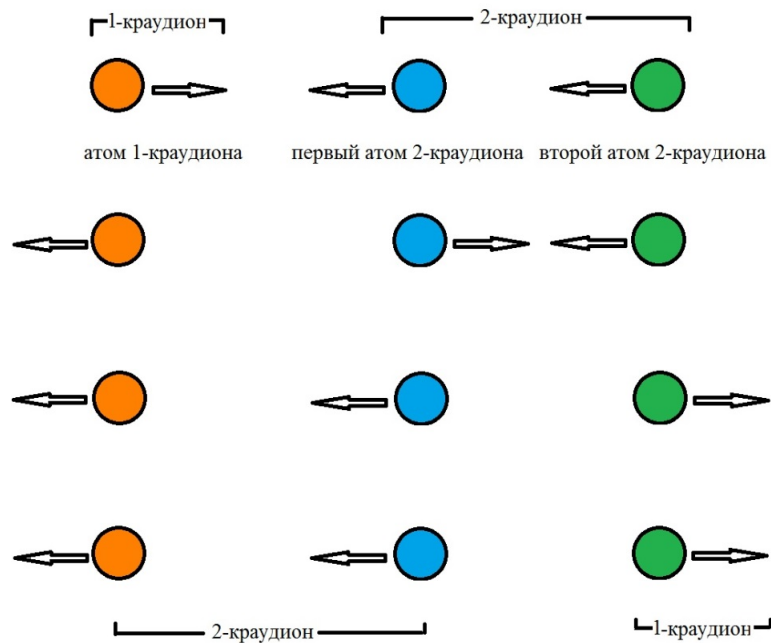 1-краудион
2-краудион
атом 1-краудиона
первый атом 2-краудиона
второй атом 2-краудиона
2-краудион
1-краудион